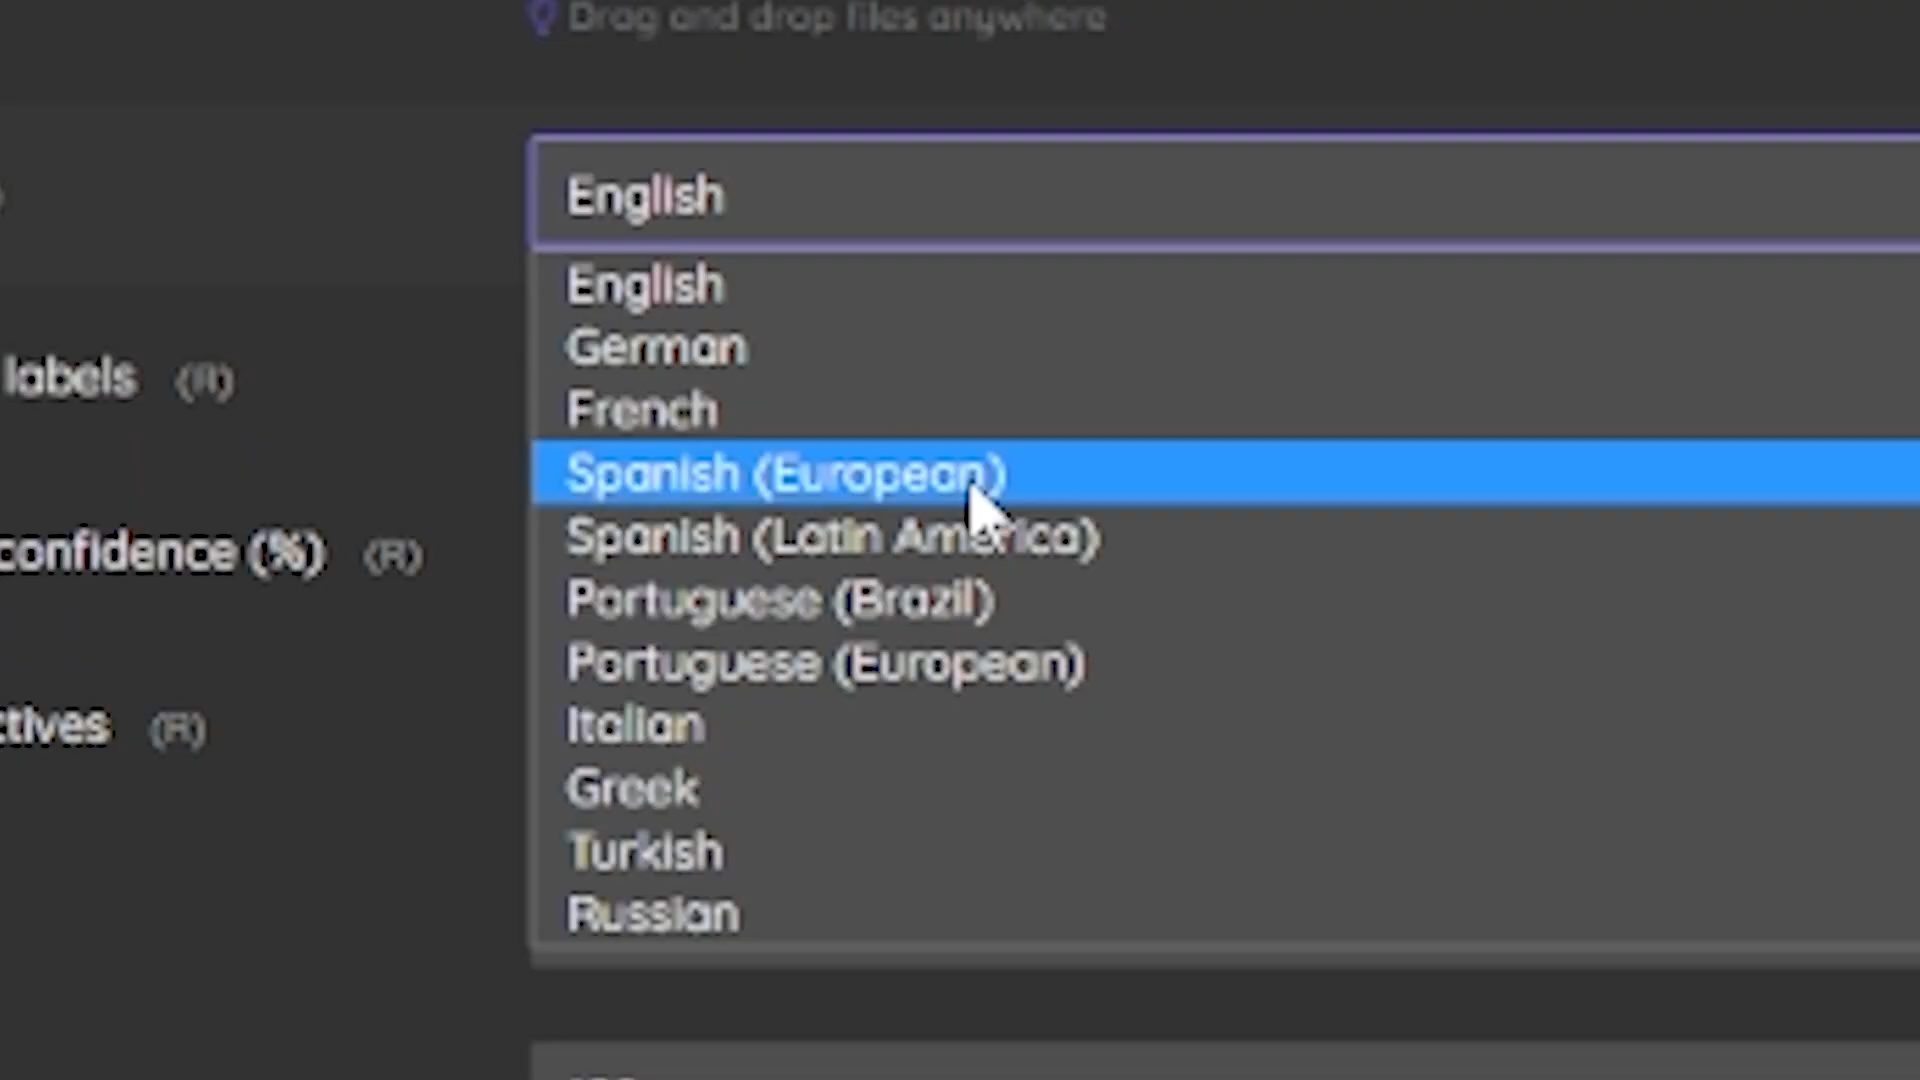 Drag and drop files anywhere
English
English
German
labels (R)
French
Spanish (European)
Spanish (Latin America)
confidence (%) (R)
Portuguese (Brazil)
Portuguese (European)
ctives (R)
Italian
Greek
Turkish
Russian